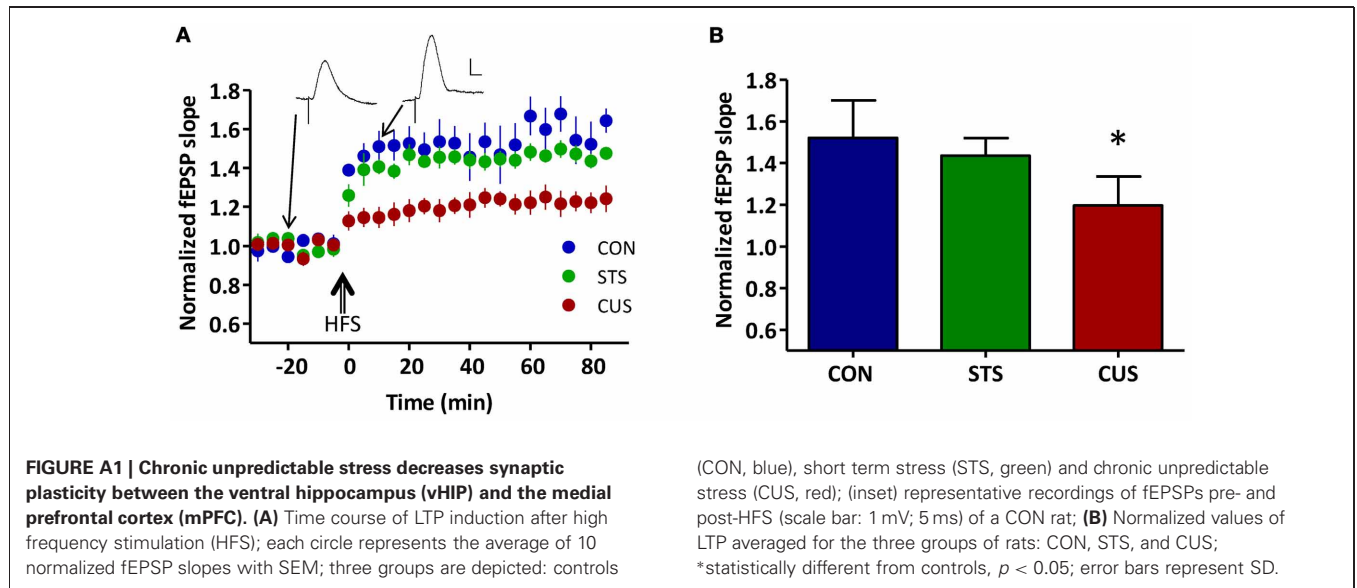 A
B
1.8
1.6
1.4
1.2
1.0
0.8
0.6
Normalized fEPSP slope
CON
STS
CUS
HFS
-20
0
20
40
60
80
Time (min)
1.8
1.6
1.4
1.2
1.0
0.8
0.6
Normalized fEPSP slope
*
CON
STS
CUS
FIGURE A1 | Chronic unpredictable stress decreases synaptic
plasticity between the ventral hippocampus (vHIP) and the medial
prefrontal cortex (mPFC). (A) Time course of LTP induction after high
frequency stimulation (HFS); each circle represents the average of 10
normalized fEPSP slopes with SEM; three groups are depicted: controls
(CON, blue), short term stress (STS, green) and chronic unpredictable
stress (CUS, red); (inset) representative recordings of fEPSPs pre- and
post-HFS (scale bar: 1 mV; 5 ms) of a CON rat; (B) Normalized values of
LTP averaged for the three groups of rats: CON, STS, and CUS;
*statistically different from controls, p < 0.05; error bars represent SD.